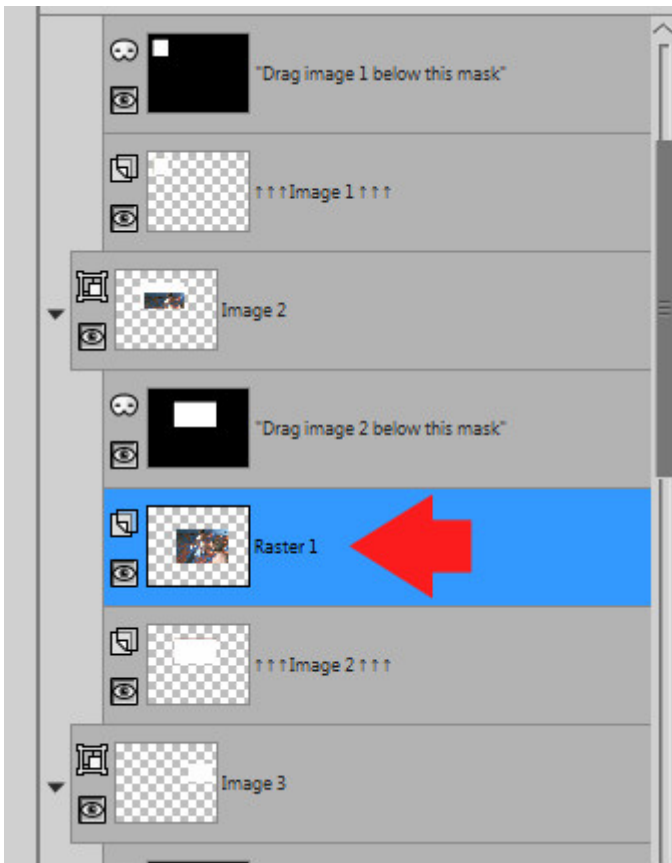 "Drag image 1 below this mask"
↑↑↑Image 1↑↑↑
Image 2
"Drag image 2 below this mask"
Raster 1
↑↑↑Image 2↑↑↑
Image 3